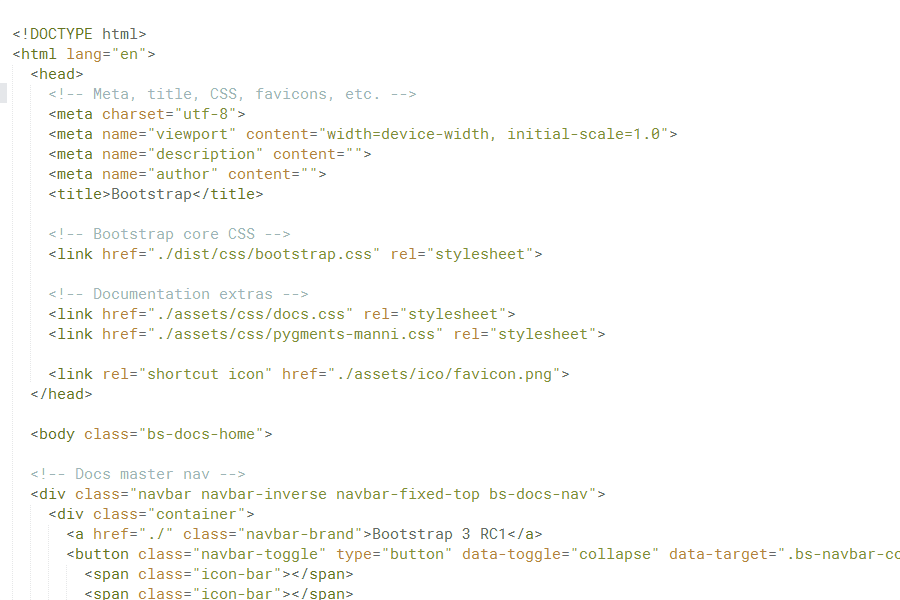 <!DOCTYPE html>
<html lang="en">
<head>
<!-- Meta, title, CSS, favicons, etc. -->
<meta charset="utf-8">
<meta name="viewport" content="width=device-width, initial-scale=1.0">
<meta name="description" content="">
<meta name="author" content="">
<title>Bootstrap</title>
<!-- Bootstrap core CSS -->
<link href="./dist/css/bootstrap.css" rel="stylesheet">
<!-- Documentation extras -->
<link href="./assets/css/docs.css" rel="stylesheet">
<link href="./assets/css/pygments-manni.css" rel="stylesheet">
<link rel="shortcut icon" href="./assets/ico/favicon.png">
</head>
<body class="bs-docs-home">
<!-- Docs master nav -->
<div class="navbar navbar-inverse navbar-fixed-top bs-docs-nav">
<div class="container">
<a href="./" class="navbar-brand">Bootstrap 3 RC1</a>
<button class="navbar-toggle" type="button" data-toggle="collapse" data-target=".bs-navbar-co
<span class="icon-bar"></span>
<span class="icon-bar"></span>